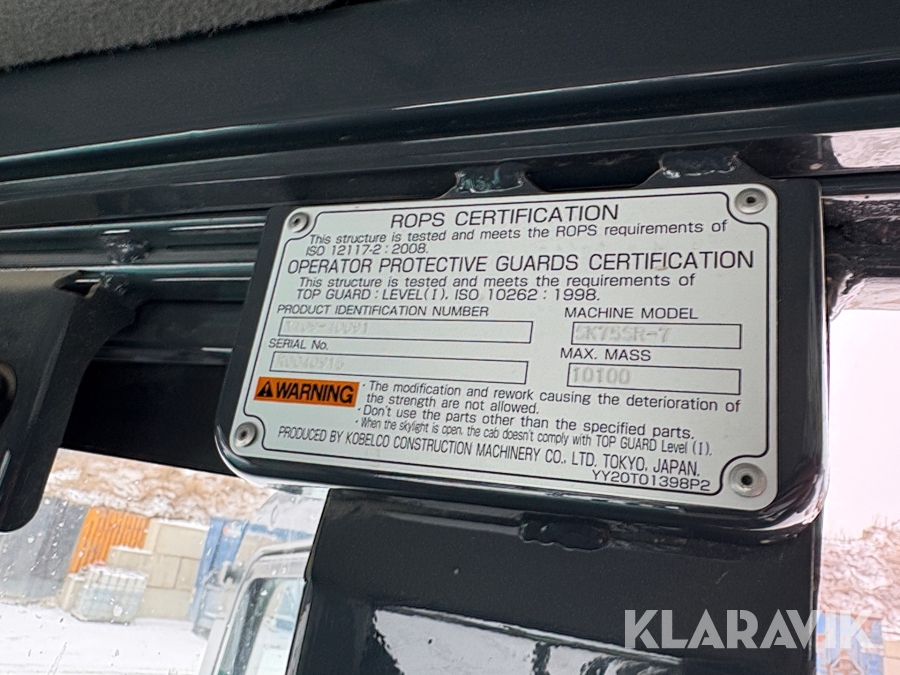 ROPS CERTIFICATION
This structure is tested and meets the ROPS requirements of
ISO 12117-2:2008.
OPERATOR PROTECTIVE GUARDS CERTIFICATION
This structure is tested and meets the requirements of
TOP GUARD : LEVEL(I). ISO 10262 : 1998.
PRODUCT IDENTIFICATION NUMBER
MACHINE MODEL
SK75SR-7
SERIAL No.
MAX. MASS
10100
WARNING
・The modification and rework causing the deterioration of
the strength are not allowed.
・Don't use the parts other than the specified parts.
・When the skylight is open, the cab doesn't comply with TOP GUARD Level (I).
PRODUCED BY KOBELCO CONSTRUCTION MACHINERY CO., LTD. TOKYO, JAPAN.
YY20T01398P2
KLARAVIK